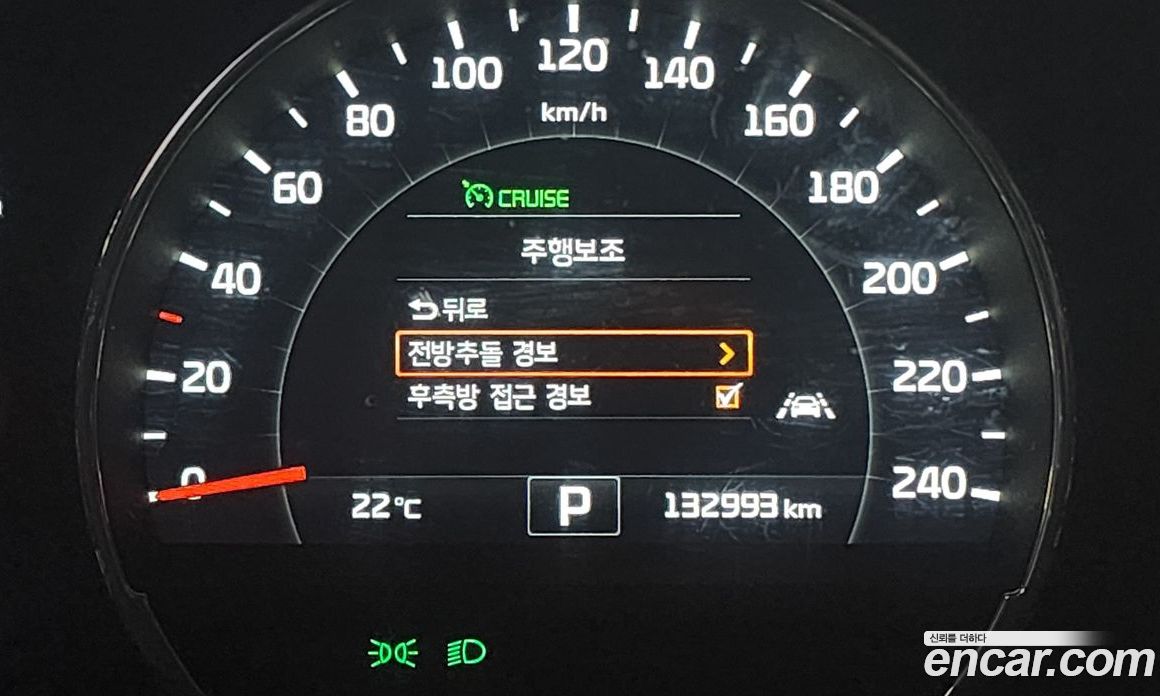 120
100
140
km/h
80
160
60
CRUISE
180
주행보조
40
200
뒤로
전방추돌 경보
20
220
후측방 접근 경보
0
240
22°C
P
132993 km
신뢰를 더하다
encar.com